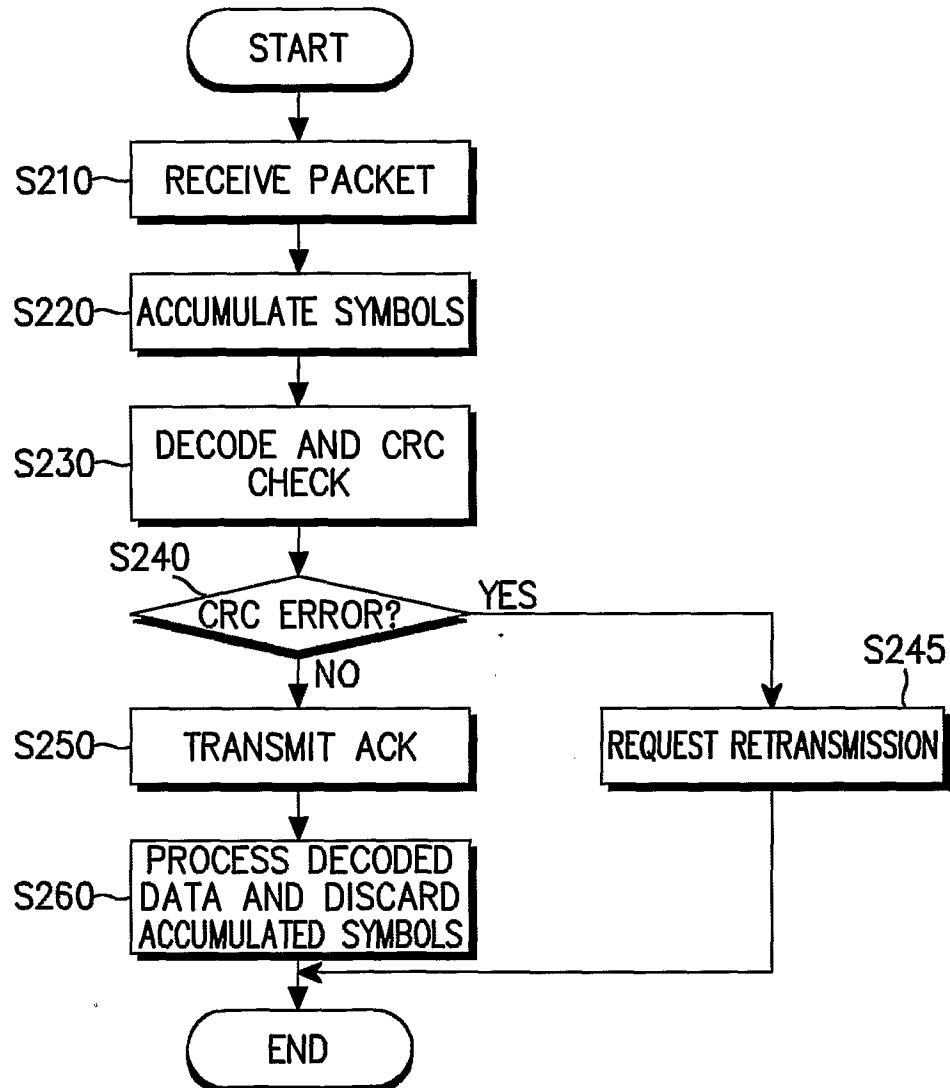 START
S210
RECEIVE PACKET
S220
ACCUMULATE SYMBOLS
S230
DECODE AND CRC
CHECK
S240
CRC ERROR?
YES
NO
S245
S250
TRANSMIT ACK
REQUEST RETRANSMISSION
S260
PROCESS DECODED
DATA AND DISCARD
ACCUMULATED SYMBOLS
END